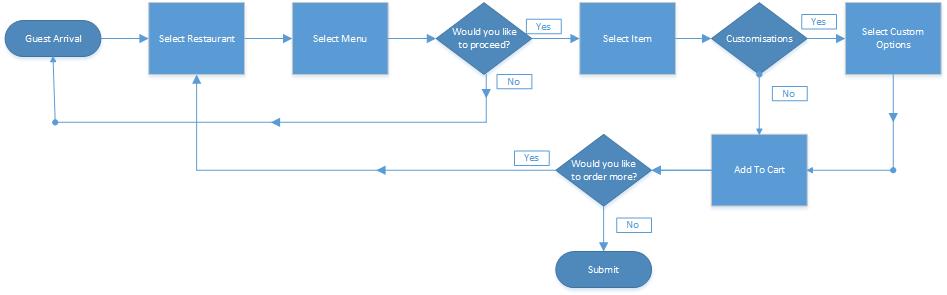 Guest Arrival
Select Restaurant
Select Menu
Would you like
to proceed?
Yes
Select Item
Customisations
Yes
Select Custom
Options
No
No
Yes
Would you like
to order more?
Add To Cart
No
Submit